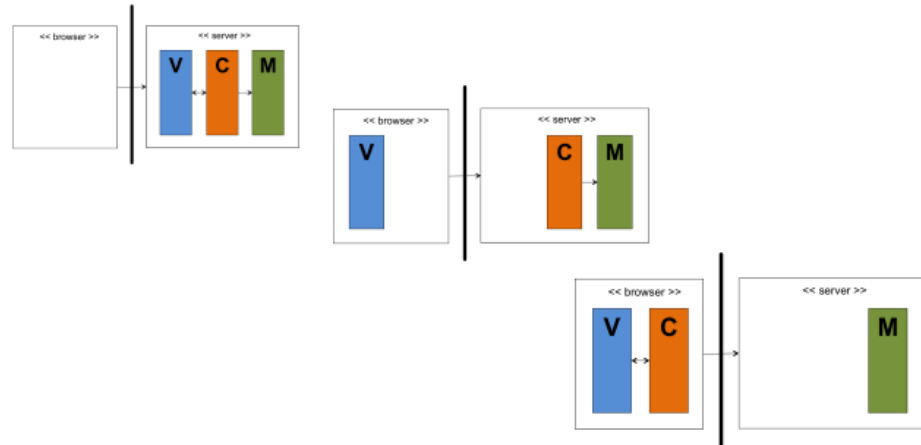 << browser >>
<< server >>
V C M
<< browser >>
<< server >>
V
C M
<< browser >>
<< server >>
V C
M